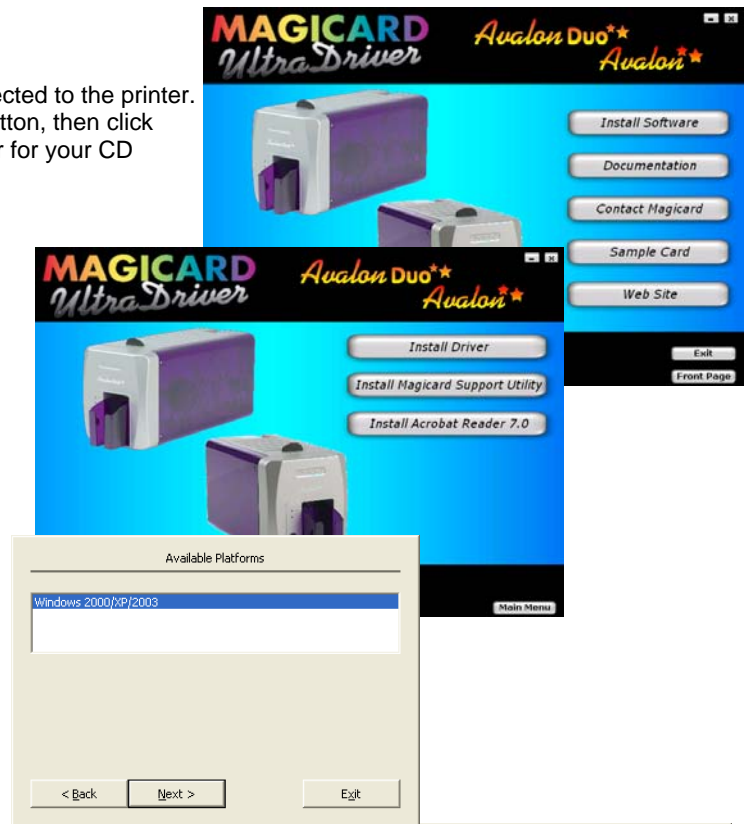 MAGICARD
UltraDriver
Avalon Duo**
Avalon**
ected to the printer.
tton, then click
r for your CD
Install Software
Documentation
Contact Magicard
Sample Card
Web Site
Exit
Front Page
MAGICARD
UltraDriver
Avalon Duo**
Avalon*
Install Driver
Install Magicard Support Utility
Install Acrobat Reader 7.0
Main Menu
Available Platforms
Windows 2000/XP/2003
< Back
Next >
Exit